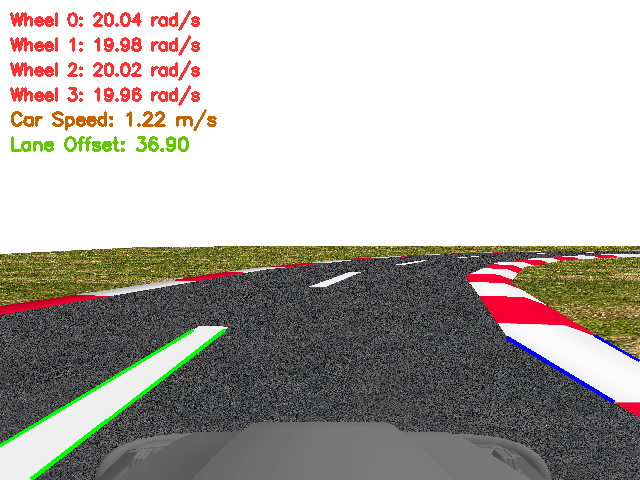 Wheel 0: 20.04 rad/s
Wheel 1: 19.98 rad/s
Wheel 2: 20.02 rad/s
Wheel 3: 19.96 rad/s
Car Speed: 1.22 m/s
Lane Offset: 36.90